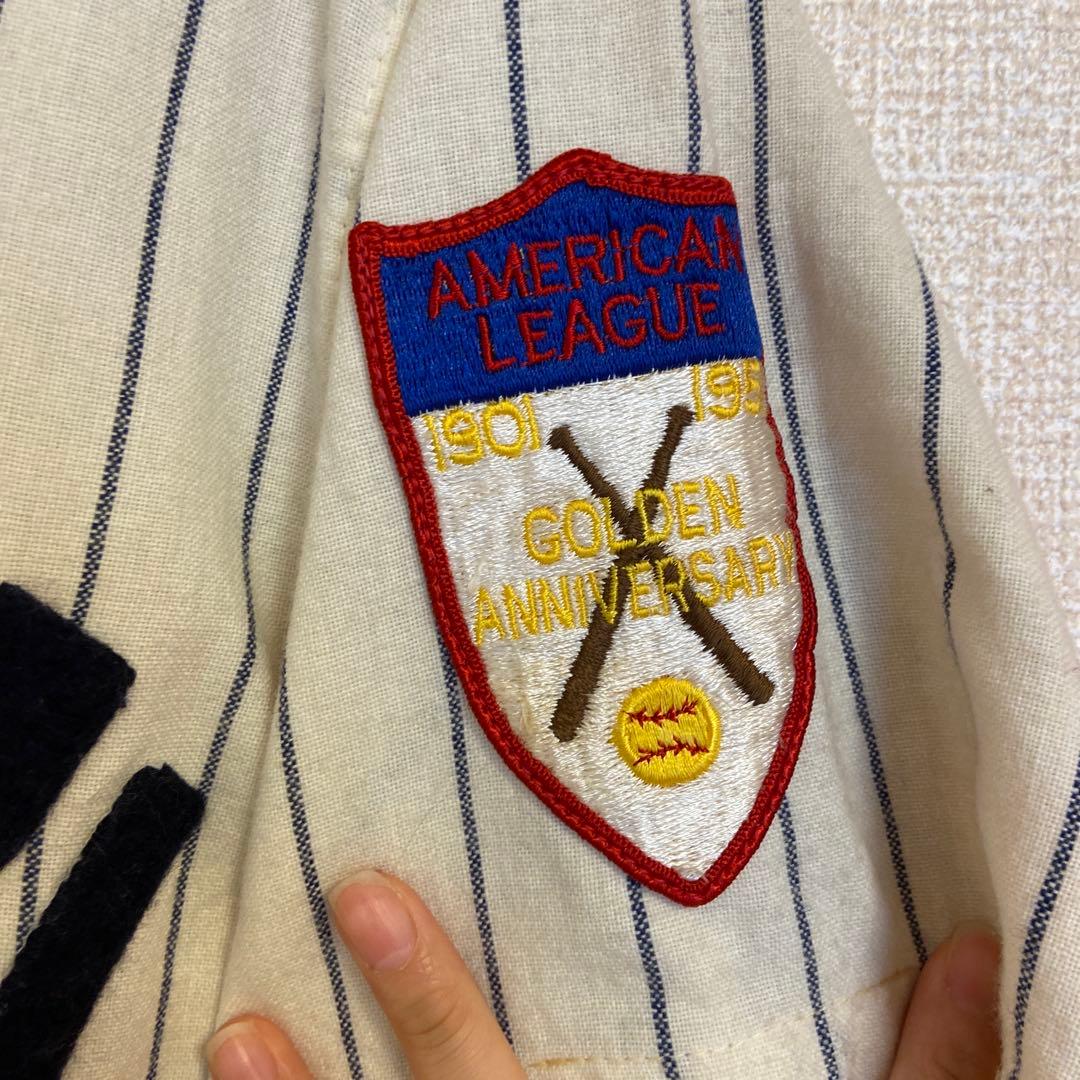 AMERICAN
LEAGUE
1901 195
GOLDEN
ANNIVERSARY